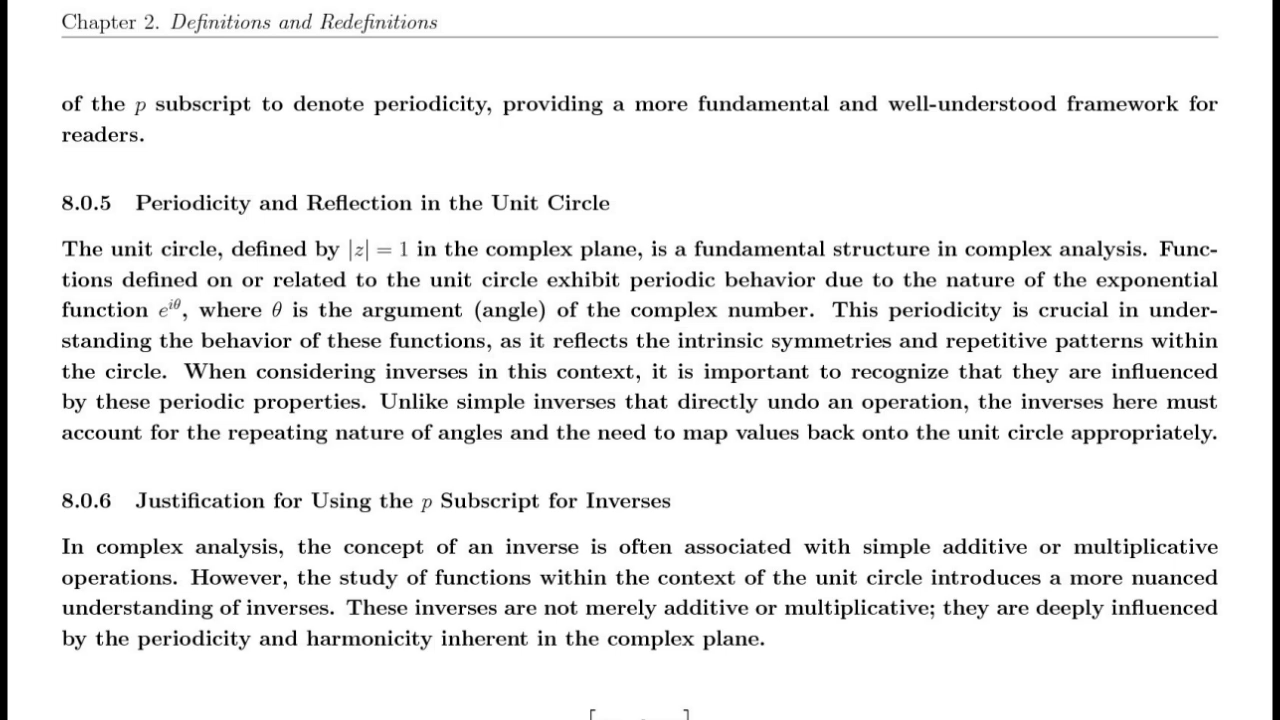 Chapter 2. Definitions and Redefinitions
of the p subscript to denote periodicity, providing a more fundamental and well-understood framework for
readers.
8.0.5 Periodicity and Reflection in the Unit Circle
The unit circle, defined by |z| = 1 in the complex plane, is a fundamental structure in complex analysis. Func-
tions defined on or related to the unit circle exhibit periodic behavior due to the nature of the exponential
function e^{iθ}, where θ is the argument (angle) of the complex number. This periodicity is crucial in under-
standing the behavior of these functions, as it reflects the intrinsic symmetries and repetitive patterns within
the circle. When considering inverses in this context, it is important to recognize that they are influenced
by these periodic properties. Unlike simple inverses that directly undo an operation, the inverses here must
account for the repeating nature of angles and the need to map values back onto the unit circle appropriately.
8.0.6 Justification for Using the p Subscript for Inverses
In complex analysis, the concept of an inverse is often associated with simple additive or multiplicative
operations. However, the study of functions within the context of the unit circle introduces a more nuanced
understanding of inverses. These inverses are not merely additive or multiplicative; they are deeply influenced
by the periodicity and harmonicity inherent in the complex plane.